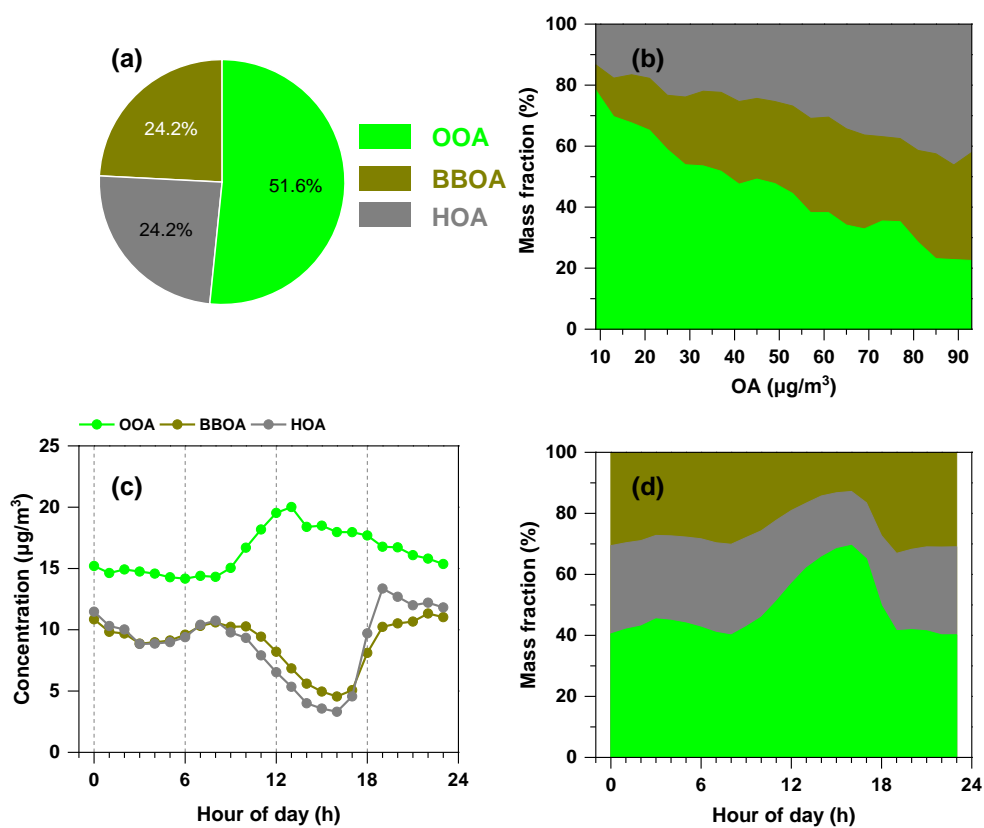 (a)
24.2%
51.6%
24.2%
OOA
BBOA
HOA
(b)
Mass fraction (%)
100
80
60
40
20
0
10 20 30 40 50 60 70 80 90
OA (µg/m³)
OOA BBOA HOA
(c)
Concentration (µg/m³)
25
20
15
10
5
0
0 6 12 18 24
Hour of day (h)
(d)
Mass fraction (%)
100
80
60
40
20
0
0 6 12 18 24
Hour of day (h)